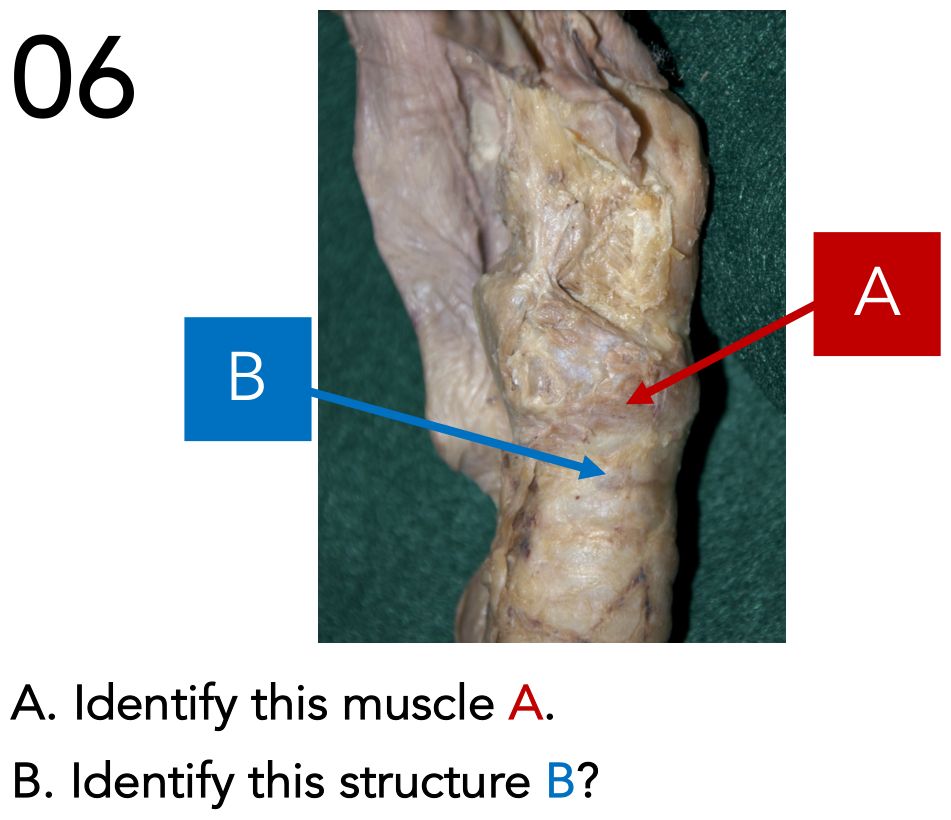 06
A
B
A. Identify this muscle A.
B. Identify this structure B?